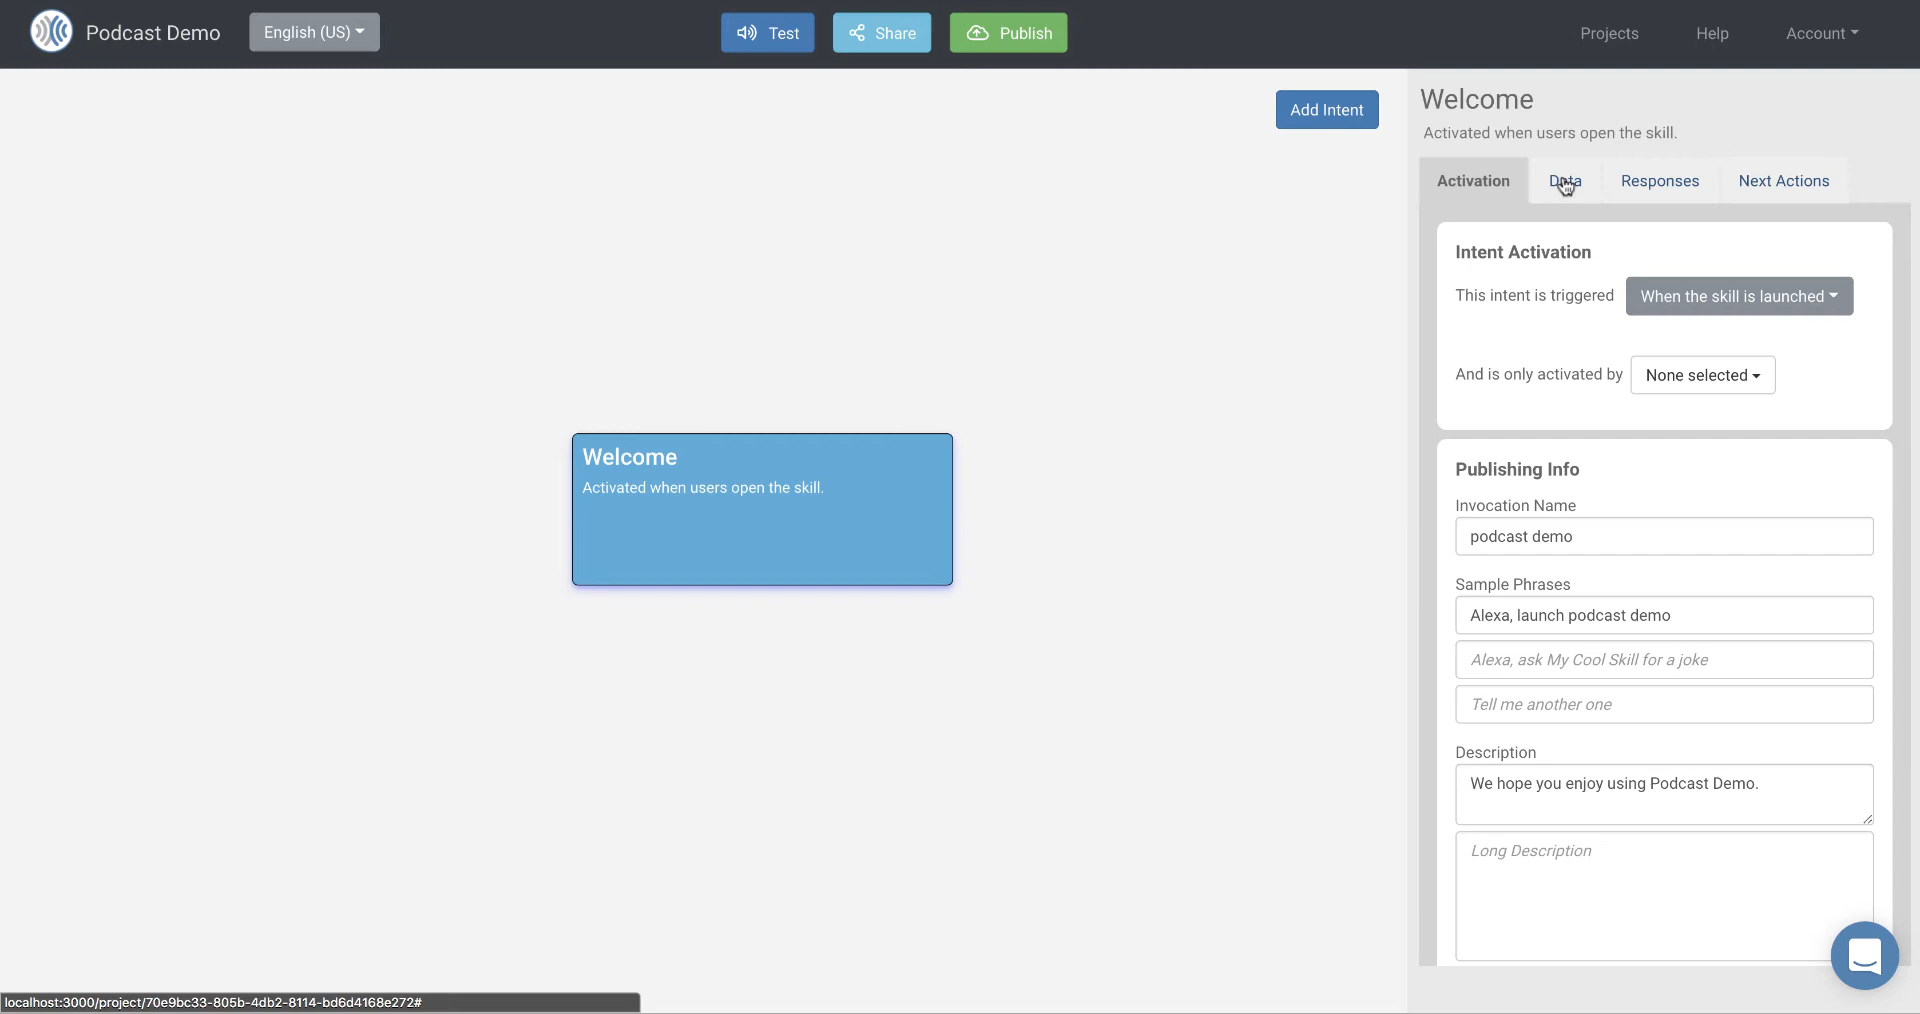 Podcast Demo
English (US)
Test
Share
Publish
Projects
Help
Account
Add Intent
Welcome
Activated when users open the skill.
Activation
Data
Responses
Next Actions
Intent Activation
This intent is triggered When the skill is launched
And is only activated by None selected
Welcome
Activated when users open the skill.
Publishing Info
Invocation Name
podcast demo
Sample Phrases
Alexa, launch podcast demo
Alexa, ask My Cool Skill for a joke
Tell me another one
Description
We hope you enjoy using Podcast Demo.
Long Description
localhost:3000/project/70e9bc33-805b-4db2-8114-bd6d4168e272#